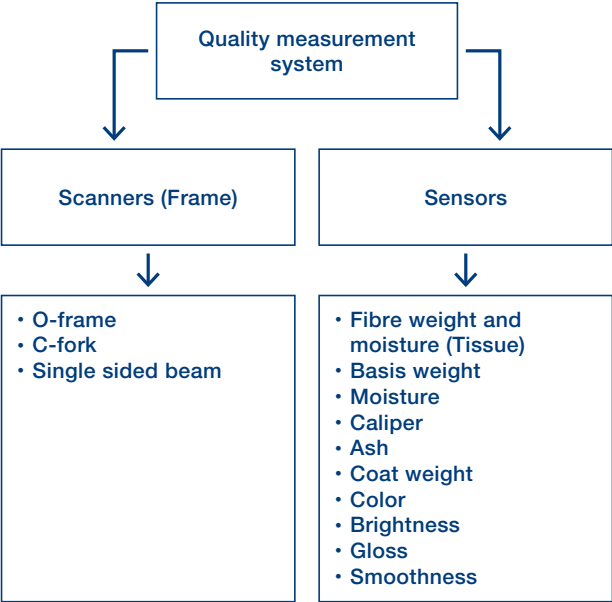 Quality measurement
system
Scanners (Frame)
Sensors
• O-frame
• C-fork
• Single sided beam
• Fibre weight and
moisture (Tissue)
• Basis weight
• Moisture
• Caliper
• Ash
• Coat weight
• Color
• Brightness
• Gloss
• Smoothness